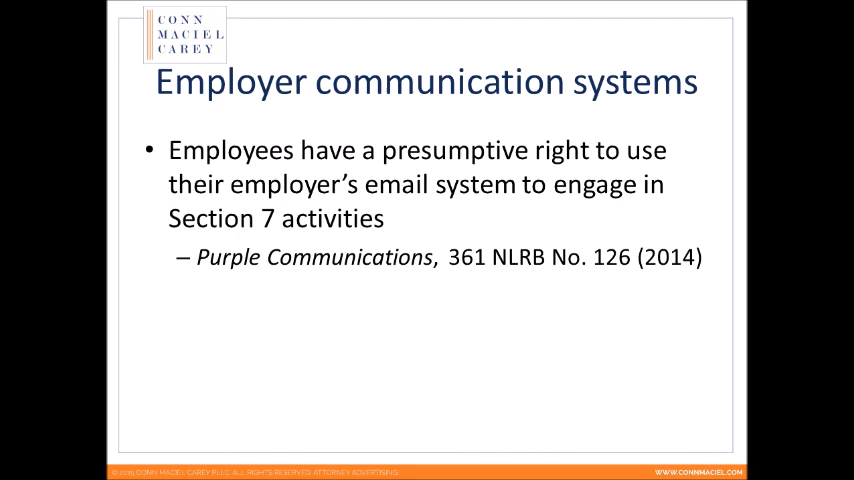 CONN
MACIEL
CAREY
Employer communication systems
• Employees have a presumptive right to use
their employer’s email system to engage in
Section 7 activities
– Purple Communications, 361 NLRB No. 126 (2014)
© 2015 CONN MACIEL CAREY PLLC ALL RIGHTS RESERVED. ATTORNEY ADVERTISING.
WWW.CONNMACIEL.COM